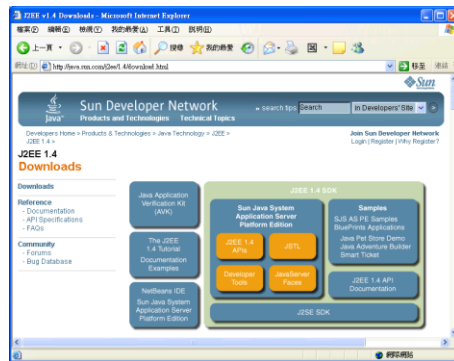 J2EE v1.4 Downloads - Microsoft Internet Explorer
檔案(F) 編輯(E) 檢視(V) 我的最愛(A) 工具(T) 說明(H)
上一頁 搜尋 我的最愛
網址(D) http://java.sun.com/j2ee/1.4/download.html 移至 連結
Sun
Java
Sun Developer Network
Products and Technologies Technical Topics
» search tips Search in Developers' Site
Developers Home > Products & Technologies > Java Technology > J2EE >
J2EE 1.4 >
Join Sun Developer Network
Login | Register | Why Register?
J2EE 1.4
Downloads
Downloads
Reference
- Documentation
- API Specifications
- FAQs
Community
- Forums
- Bug Database
Java Application
Verification Kit
(AVK)
The J2EE
1.4 Tutorial
Documentation
Examples
NetBeans IDE
Sun Java System
Application Server
Platform Edition
J2EE 1.4 SDK
Sun Java System
Application Server
Platform Edition
J2EE 1.4
APIs
JSTL
Developer
Tools
JavaServer
Faces
Samples
SJS AS PE Samples
BluePrints Applications
Java Pet Store Demo
Java Adventure Builder
Smart Ticket
J2EE 1.4 API
Documentation
J2SE SDK
網際網路